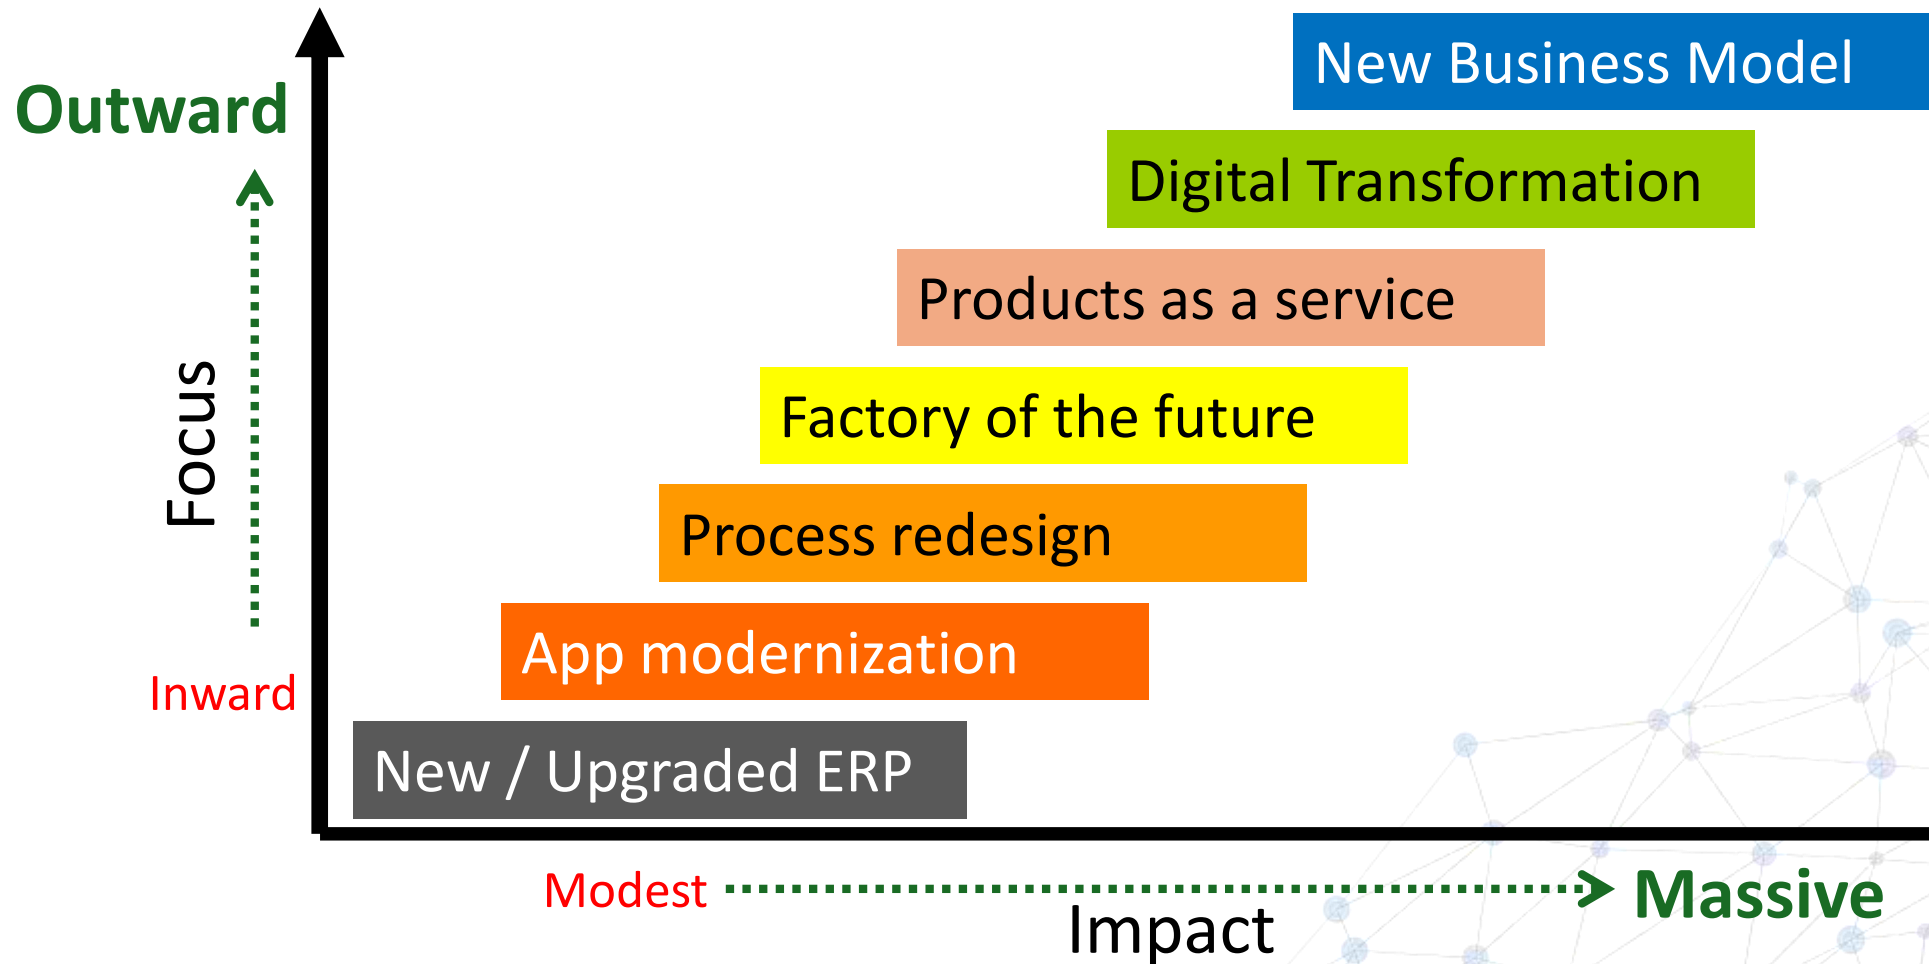 New Business Model
Outward
Digital Transformation
Products as a service
Focus
Factory of the future
Process redesign
App modernization
Inward
New / Upgraded ERP
Modest
Massive
Impact